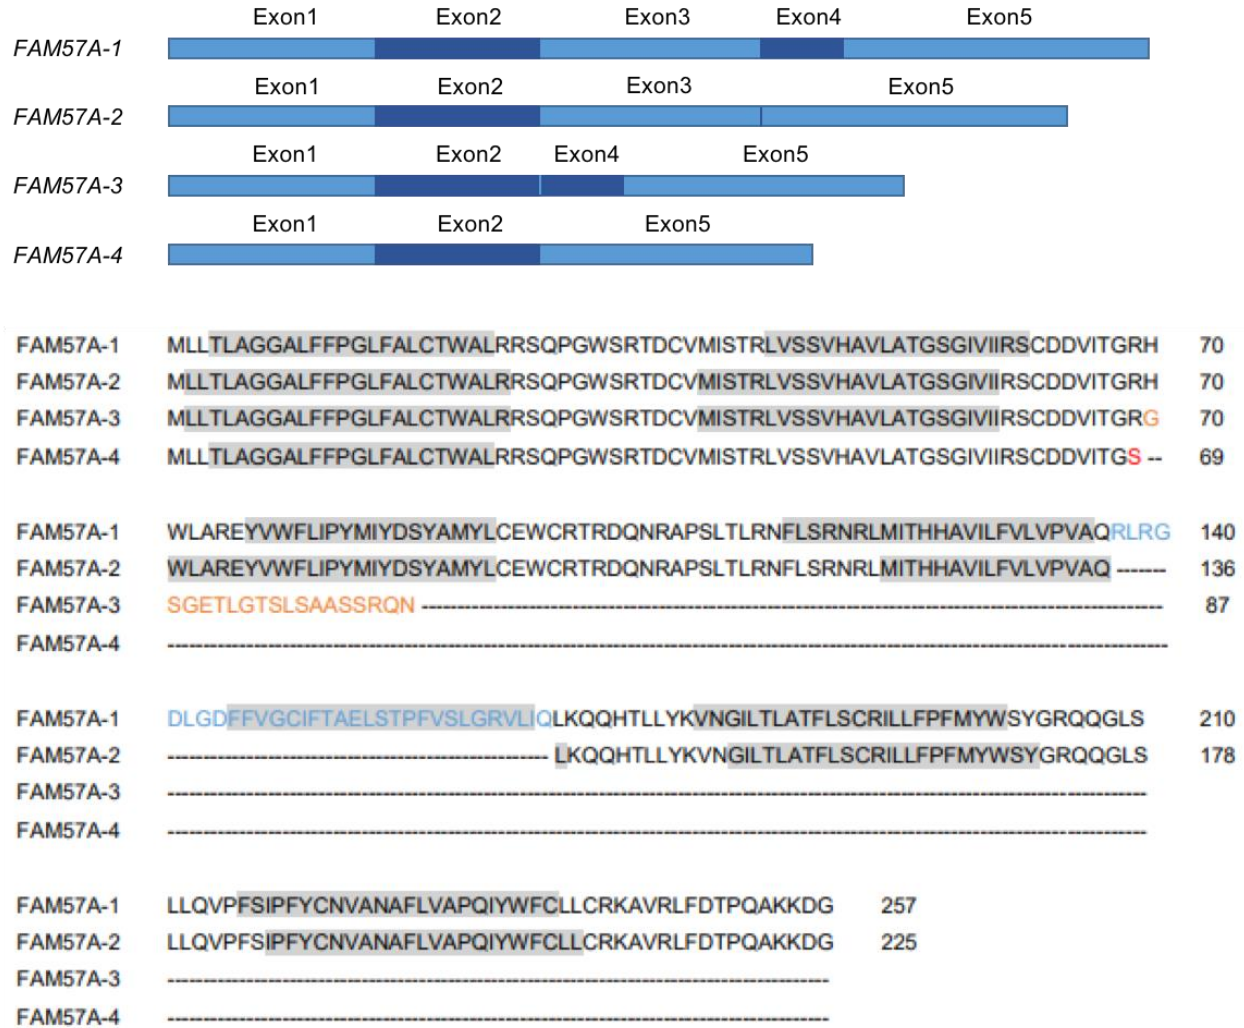 Exon1 Exon2 Exon3 Exon4 Exon5
FAM57A-1
Exon1 Exon2 Exon3 Exon5
FAM57A-2
Exon1 Exon2 Exon4 Exon5
FAM57A-3
Exon1 Exon2 Exon5
FAM57A-4
FAM57A-1 MLLTLAGGALFFPGLFALCTWALRRSQPGWSRTDCVMISTRLVSSVHAVLATGSGIVIIRSCDDVITGRH 70
FAM57A-2 MLLTLAGGALFFPGLFALCTWALRRSQPGWSRTDCVMISTRLVSSVHAVLATGSGIVIIRSCDDVITGRH 70
FAM57A-3 MLLTLAGGALFFPGLFALCTWALRRSQPGWSRTDCVMISTRLVSSVHAVLATGSGIVIIRSCDDVITGRG 70
FAM57A-4 MLLTLAGGALFFPGLFALCTWALRRSQPGWSRTDCVMISTRLVSSVHAVLATGSGIVIIRSCDDVITGS -- 69
FAM57A-1 WLAREYVWFLIPYMIYDSYAMYLCEWCRTRDQNRAPSLTLRNFLSRNRLMITHHAVILFVLVPVAQRLRG 140
FAM57A-2 WLAREYVWFLIPYMIYDSYAMYLCEWCRTRDQNRAPSLTLRNFLSRNRLMITHHAVILFVLVPVAQ ------- 136
FAM57A-3 SGETLGTSLSAASSRQN ---------------------------------------- 87
FAM57A-4 ----------------------------------------
FAM57A-1 DLGDFFVGCIFTAELSTPFVSLGRVLIQLKQQHTLLYKVNGILTLATFLSCRILLFPFMYWSYGRQQGLS 210
FAM57A-2 ---------------------------------------- LKQQHTLLYKVNGILTLATFLSCRILLFPFMYWSYGRQQGLS 178
FAM57A-3 ----------------------------------------
FAM57A-4 ----------------------------------------
FAM57A-1 LLQVPFSIPFYCNVANAFLVAPQIYWFCLLCRKAVRLFDTPQAKKDG 257
FAM57A-2 LLQVPFSIPFYCNVANAFLVAPQIYWFCLLCRKAVRLFDTPQAKKDG 225
FAM57A-3 ----------------------------------------
FAM57A-4 ----------------------------------------